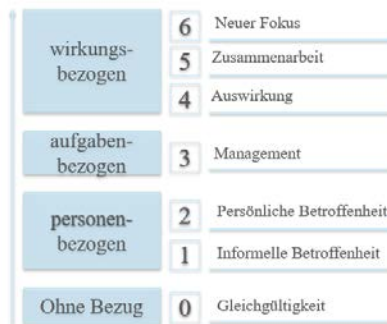 wirkungs-
bezogen
6 Neuer Fokus
5 Zusammenarbeit
4 Auswirkung
aufgaben-
bezogen
3 Management
personen-
bezogen
2 Persönliche Betroffenheit
1 Informelle Betroffenheit
Ohne Bezug
0 Gleichgültigkeit